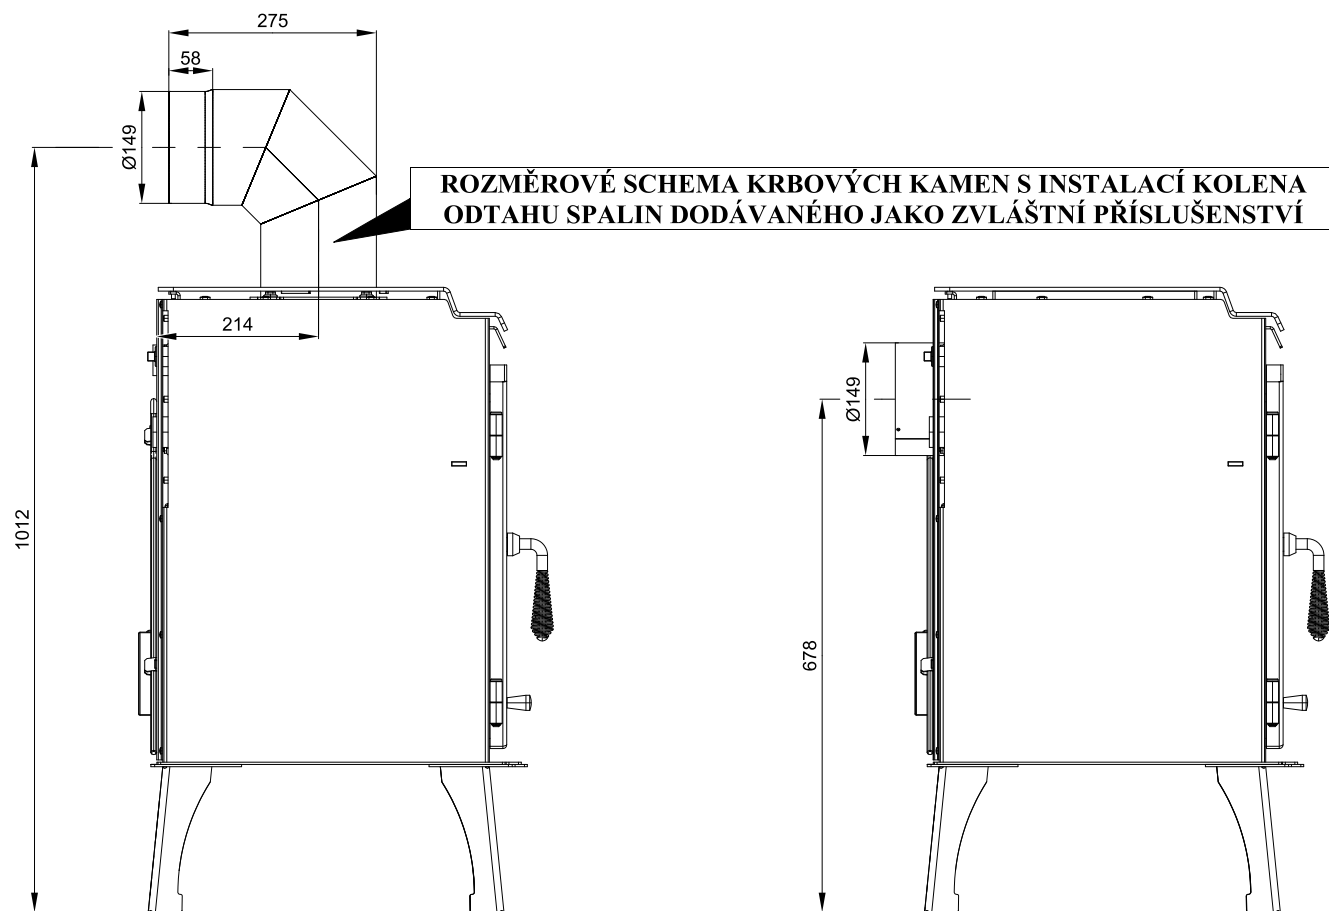 275
58
Ø149
ROZMĚROVÉ SCHEMA KRBOVÝCH KAMEN S INSTALACÍ KOLENA
ODTAHU SPALIN DODÁVANÉHO JAKO ZVLÁŠTNÍ PŘÍSLUŠENSTVÍ
214
Ø149
1012
678